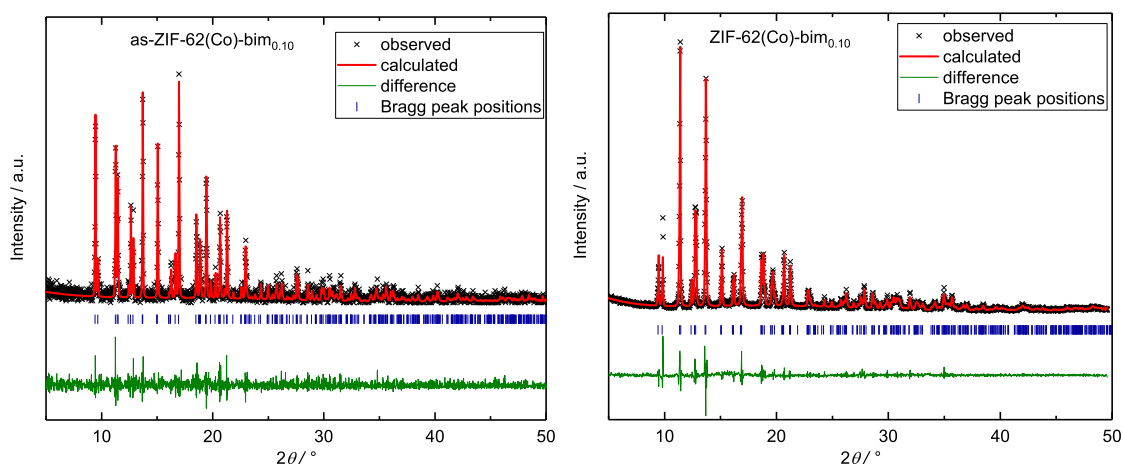 as-ZIF-62(Co)-bim0.10
× observed
calculated
difference
| Bragg peak positions
Intensity / a.u.
10 20 30 40 50
2θ / °
ZIF-62(Co)-bim0.10
× observed
calculated
difference
| Bragg peak positions
Intensity / a.u.
10 20 30 40 50
2θ / °